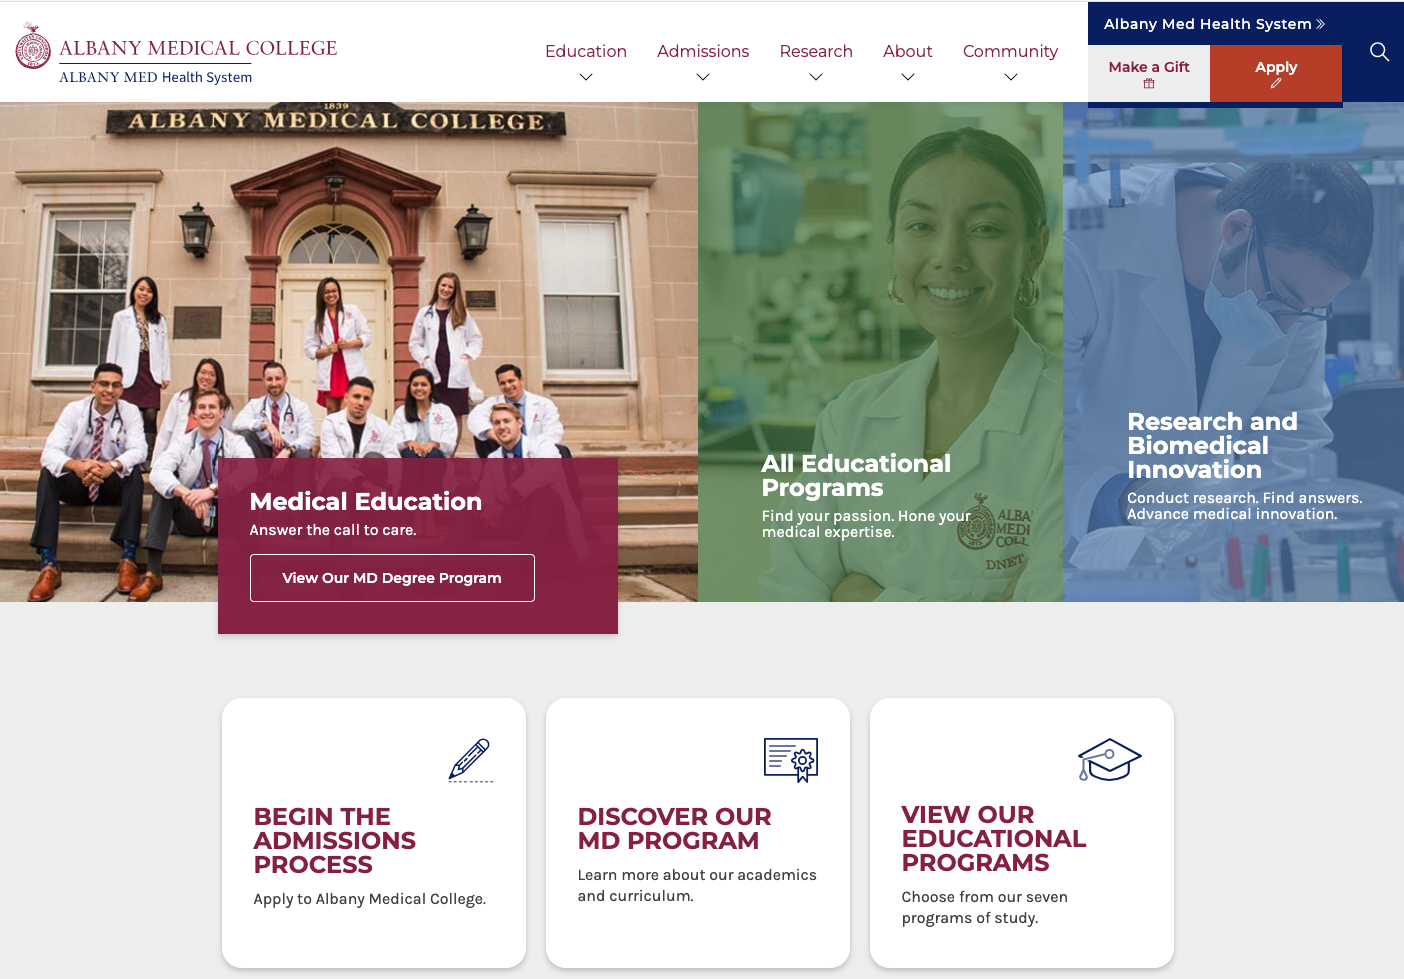 ALBANY MEDICAL COLLEGE
ALBANY MED Health System
Education
Admissions
Research
About
Community
Albany Med Health System
Make a Gift
Apply
1839
ALBANY MEDICAL COLLEGE
Medical Education
Answer the call to care.
View Our MD Degree Program
All Educational
Programs
Find your passion. Hone your
medical expertise.
ALBA
MEDI
COLL
DNET
Research and
Biomedical
Innovation
Conduct research. Find answers.
Advance medical innovation.
BEGIN THE
ADMISSIONS
PROCESS
Apply to Albany Medical College.
DISCOVER OUR
MD PROGRAM
Learn more about our academics
and curriculum.
VIEW OUR
EDUCATIONAL
PROGRAMS
Choose from our seven
programs of study.